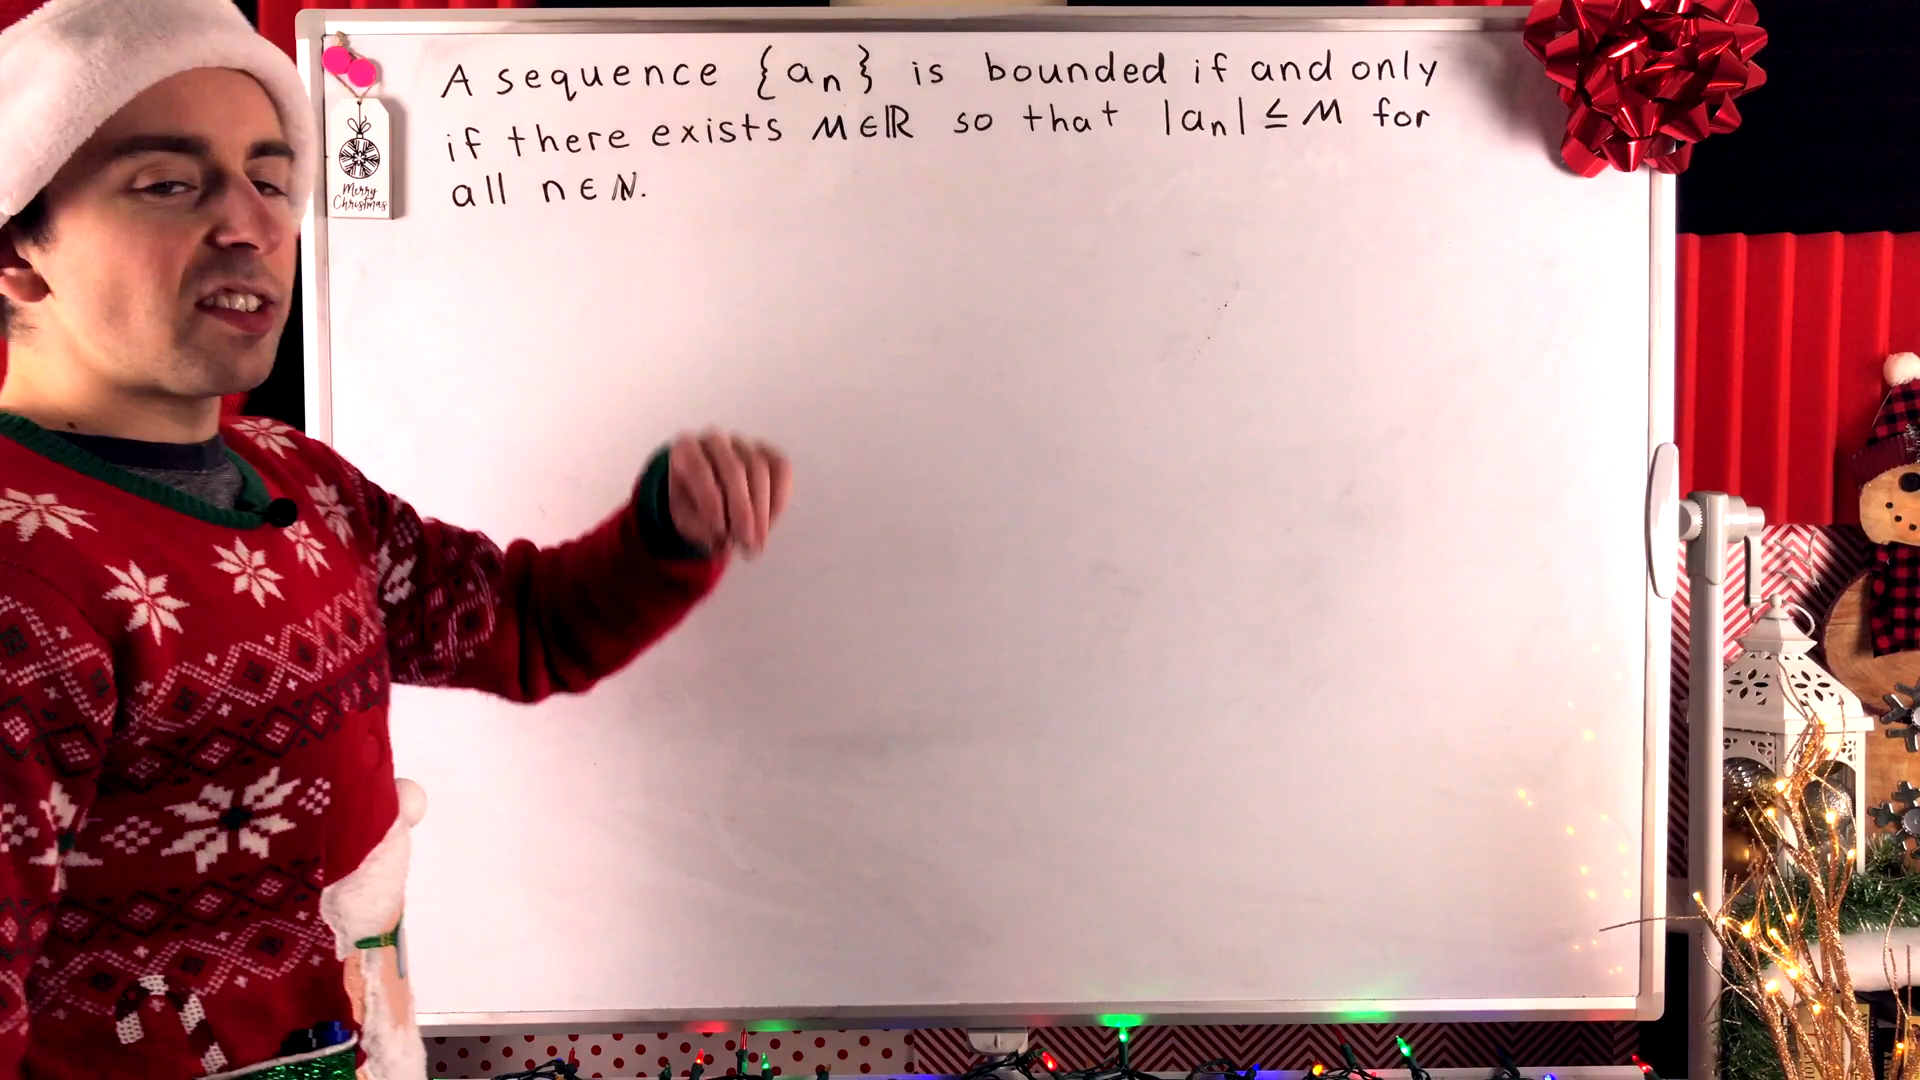 A sequence {aₙ} is bounded if and only
if there exists M∈ℝ so that |aₙ| ≤ M for
all n ∈ ℕ.
Merry
Christmas